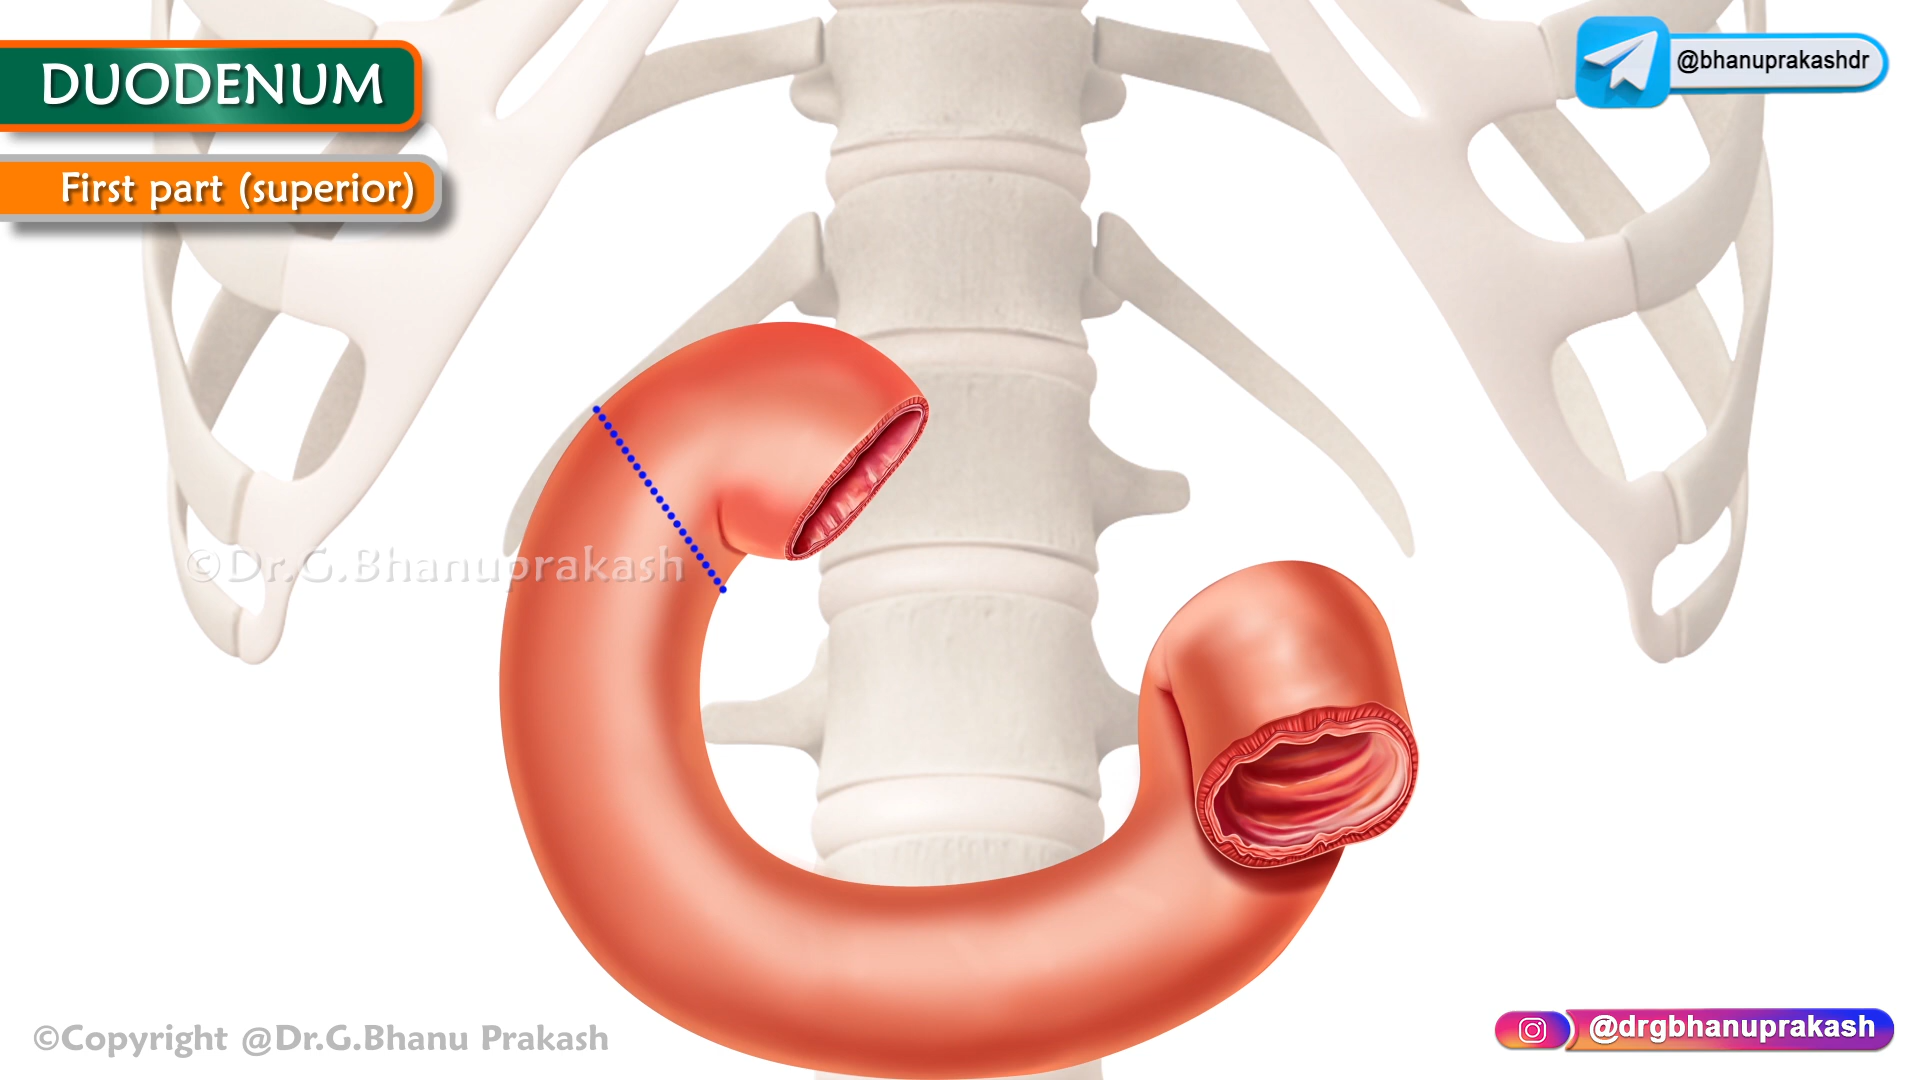 DUODENUM
@bhanuprakashdr
First part (superior)
©Dr.G.Bhanuprakash
©Copyright @Dr.G.Bhanu Prakash
@drgbhanuprakash